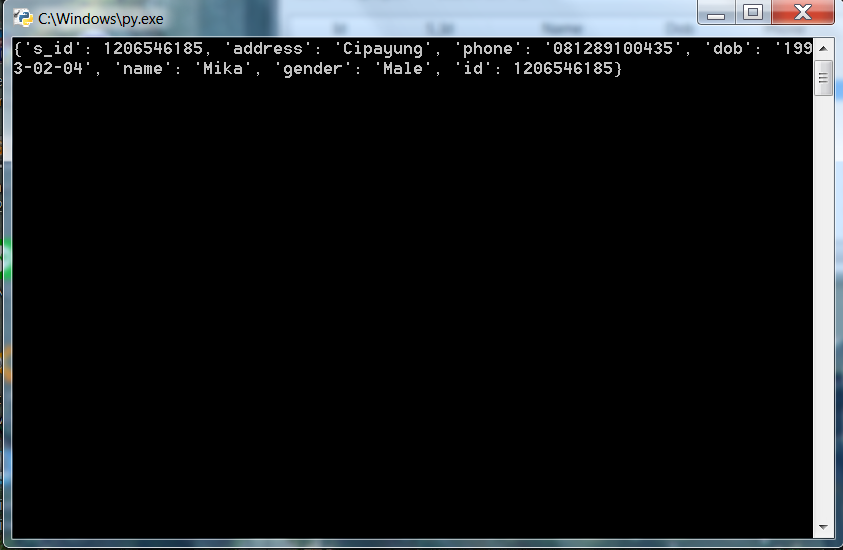 C:\Windows\py.exe
{'s_id': 1206546185, 'address': 'Cipayung', 'phone': '081289100435', 'dob': '199
3-02-04', 'name': 'Mika', 'gender': 'Male', 'id': 1206546185}